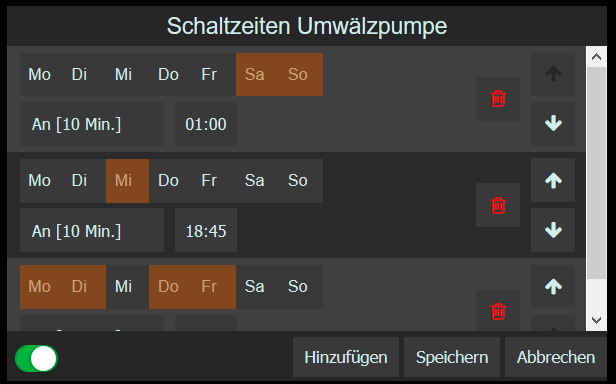 Schaltzeiten Umwälzpumpe
Mo Di Mi Do Fr Sa So
An [10 Min.] 01:00
Mo Di Mi Do Fr Sa So
An [10 Min.] 18:45
Mo Di Mi Do Fr Sa So
Hinzufügen Speichern Abbrechen